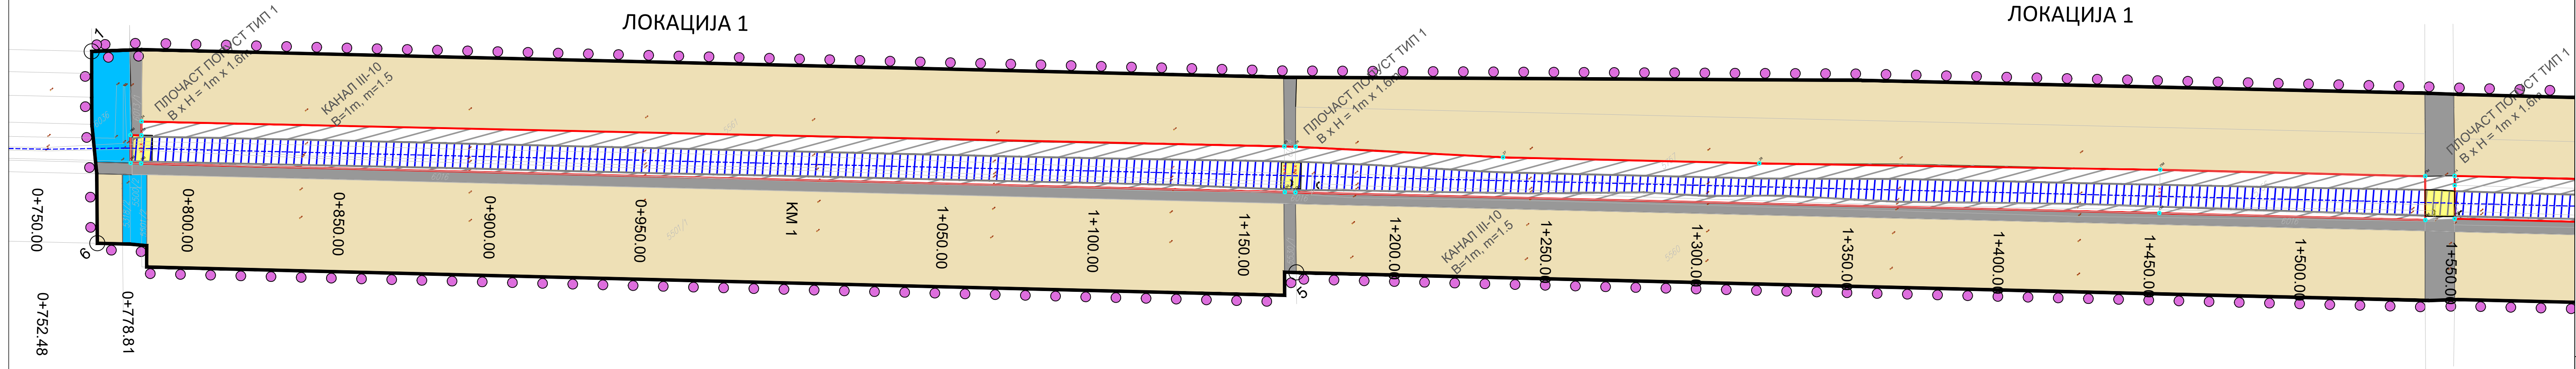 ЛОКАЦИЈА 1
ЛОКАЦИЈА 1
1
ПЛОЧАСТ ПОПУСТ ТИП 1
B x H = 1m x 1.6m
КАНАЛ III-10
B=1m, m=1.5
ПЛОЧАСТ ПОПУСТ ТИП 1
B x H = 1m x 1.6m
ПЛОЧАСТ ПОПУСТ ТИП 1
B x H = 1m x 1.6m
КАНАЛ III-10
B=1m, m=1.5
6
5
0+750.00
0+800.00
0+850.00
0+900.00
0+950.00
КМ 1
1+050.00
1+100.00
1+150.00
1+200.00
1+250.00
1+300.00
1+350.00
1+400.00
1+450.00
1+500.00
1+550.00
0+752.48
0+778.81